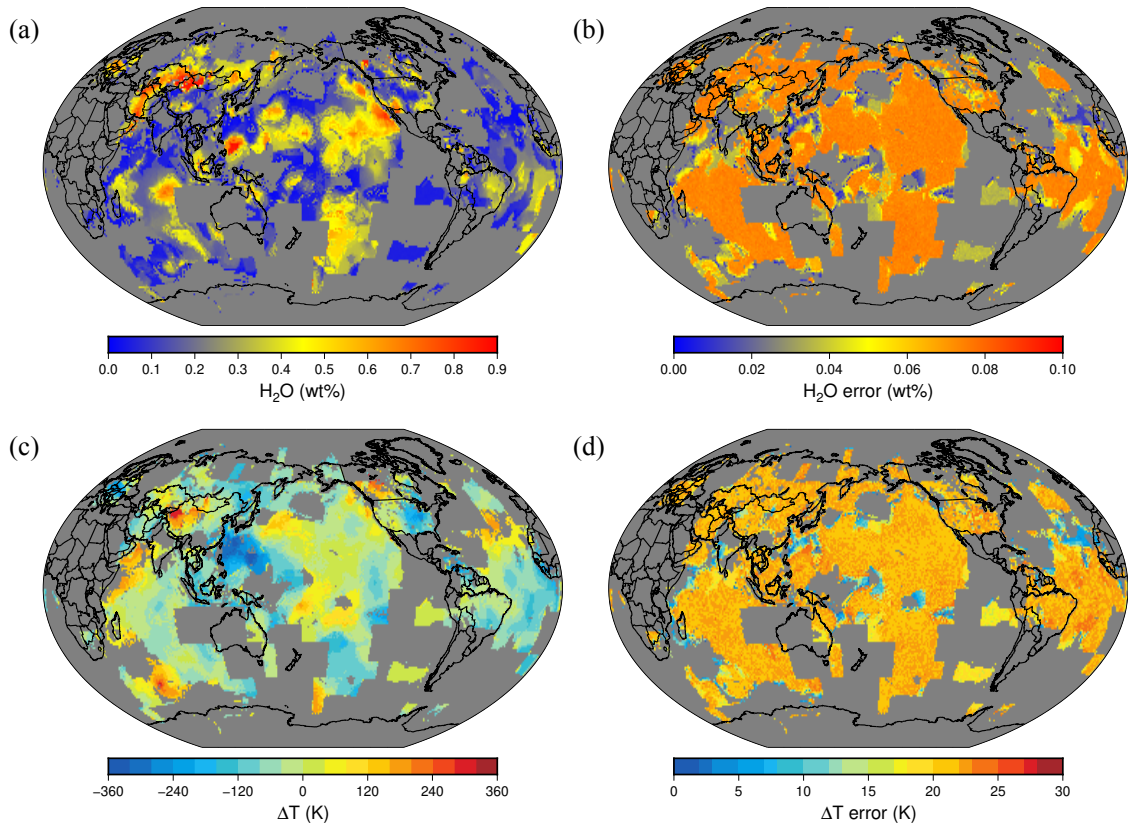 (a)
(b)
0.0 0.1 0.2 0.3 0.4 0.5 0.6 0.7 0.8 0.9
H₂O (wt%)
0.00 0.02 0.04 0.06 0.08 0.10
H₂O error (wt%)
(c)
(d)
−360 −240 −120 0 120 240 360
ΔT (K)
0 5 10 15 20 25 30
ΔT error (K)